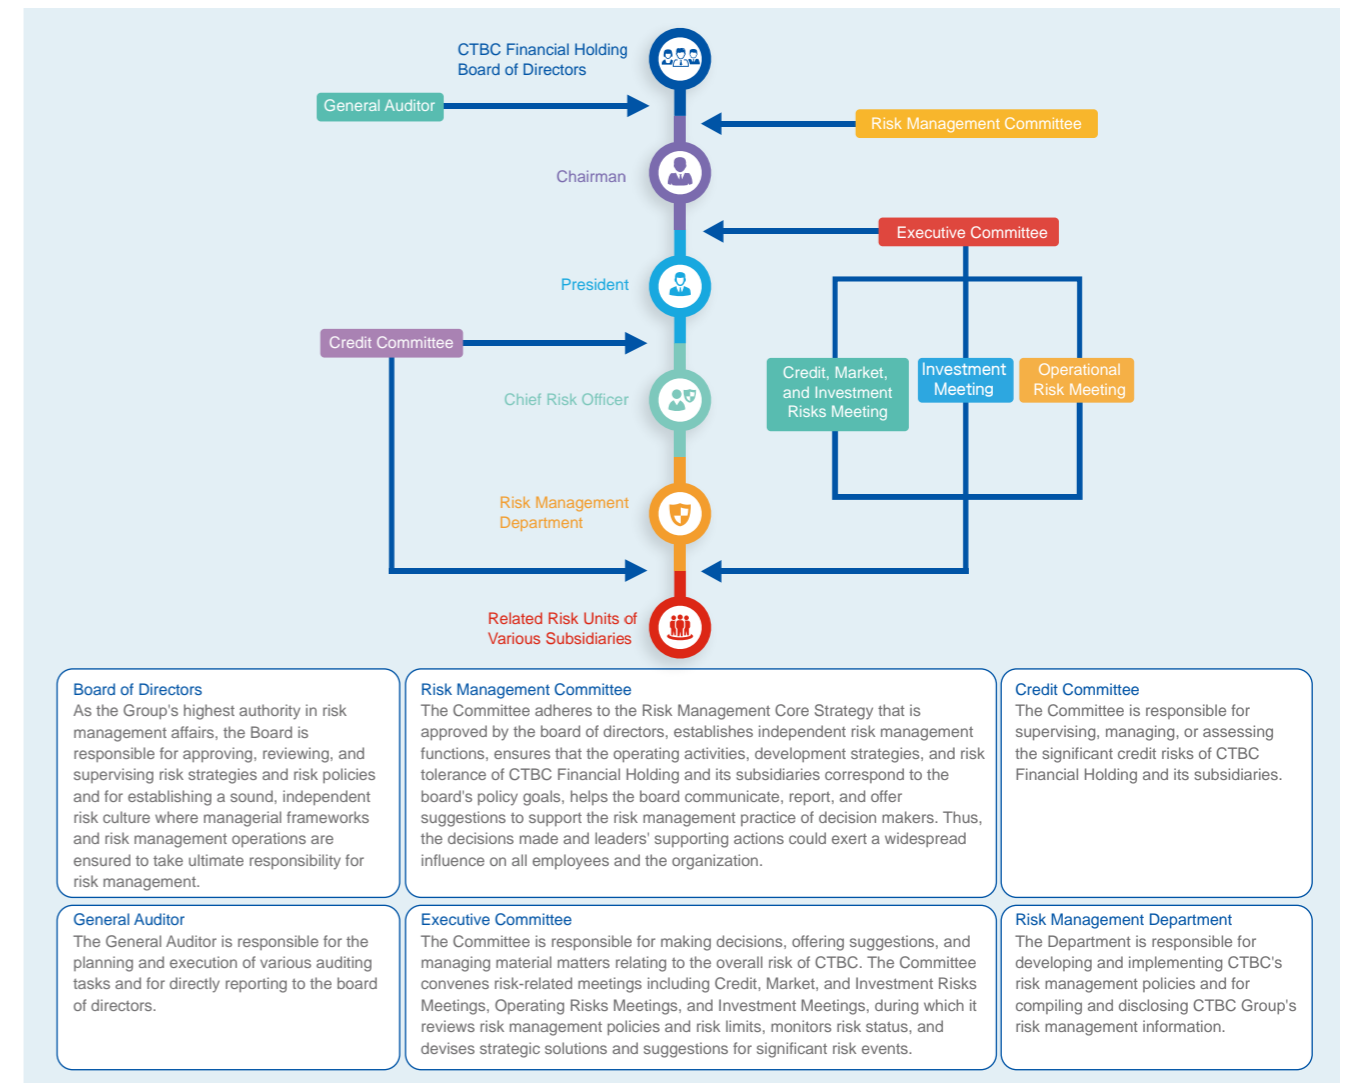 CTBC Financial Holding
Board of Directors
General Auditor
Risk Management Committee
Chairman
Executive Committee
President
Credit Committee
Credit, Market,
and Investment
Risks Meeting
Investment
Meeting
Operational
Risk Meeting
Chief Risk Officer
Risk Management
Department
Related Risk Units of
Various Subsidiaries
Board of Directors
As the Group's highest authority in risk
management affairs, the Board is
responsible for approving, reviewing, and
supervising risk strategies and risk policies
and for establishing a sound, independent
risk culture where managerial frameworks
and risk management operations are
ensured to take ultimate responsibility for
risk management.
Risk Management Committee
The Committee adheres to the Risk Management Core Strategy that is
approved by the board of directors, establishes independent risk management
functions, ensures that the operating activities, development strategies, and risk
tolerance of CTBC Financial Holding and its subsidiaries correspond to the
board's policy goals, helps the board communicate, report, and offer
suggestions to support the risk management practice of decision makers. Thus,
the decisions made and leaders' supporting actions could exert a widespread
influence on all employees and the organization.
Credit Committee
The Committee is responsible for
supervising, managing, or assessing
the significant credit risks of CTBC
Financial Holding and its subsidiaries.
General Auditor
The General Auditor is responsible for the
planning and execution of various auditing
tasks and for directly reporting to the board
of directors.
Executive Committee
The Committee is responsible for making decisions, offering suggestions, and
managing material matters relating to the overall risk of CTBC. The Committee
convenes risk-related meetings including Credit, Market, and Investment Risks
Meetings, Operating Risks Meetings, and Investment Meetings, during which it
reviews risk management policies and risk limits, monitors risk status, and
devises strategic solutions and suggestions for significant risk events.
Risk Management Department
The Department is responsible for
developing and implementing CTBC's
risk management policies and for
compiling and disclosing CTBC Group's
risk management information.